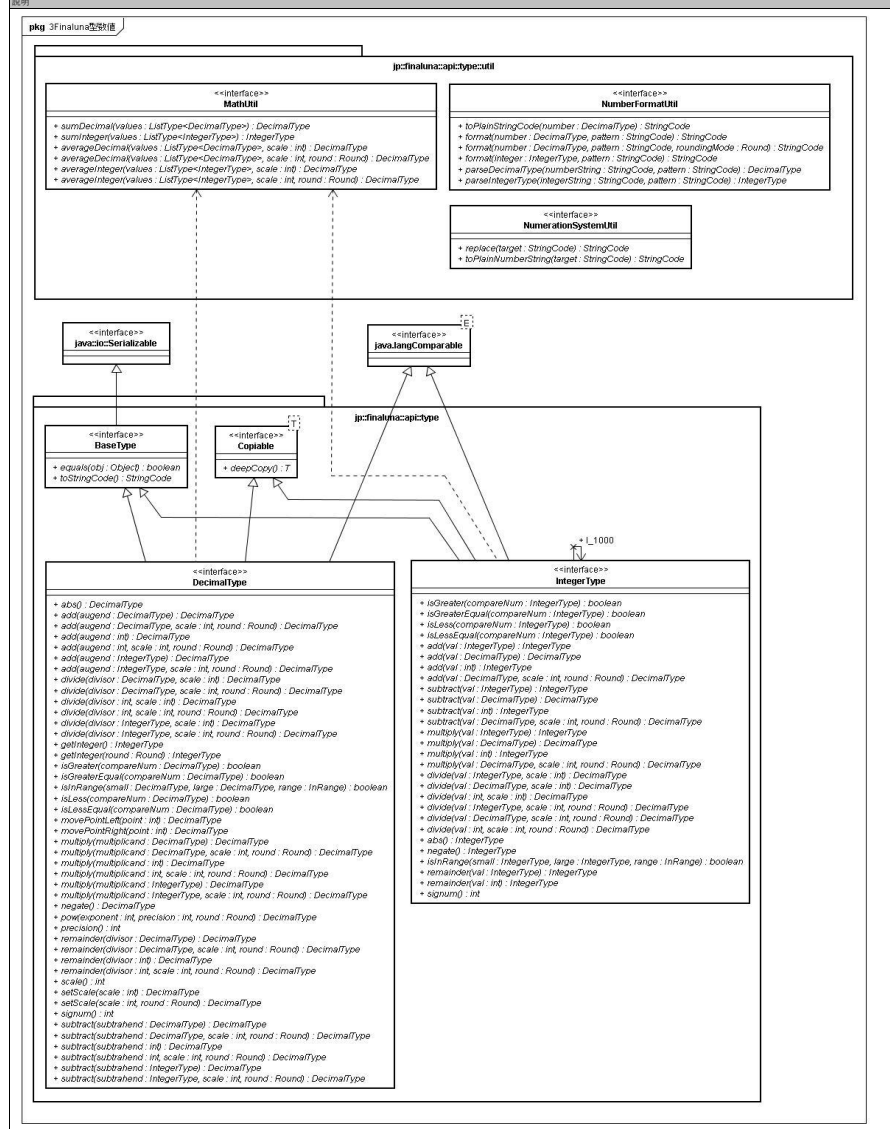 説明
pkg 3Finaluna型数値
jp::finaluna::api::type::util
<<interface>>
MathUtil
+ sumDecimal(values : ListType<DecimalType>) : DecimalType
+ sumInteger(values : ListType<IntegerType>) : IntegerType
+ averageDecimal(values : ListType<DecimalType>, scale : int) : DecimalType
+ averageDecimal(values : ListType<DecimalType>, scale : int, round : Round) : DecimalType
+ averageInteger(values : ListType<IntegerType>, scale : int) : DecimalType
+ averageInteger(values : ListType<IntegerType>, scale : int, round : Round) : DecimalType
<<interface>>
NumberFormatUtil
+ toPlainStringCode(number : DecimalType) : StringCode
+ format(number : DecimalType, pattern : StringCode) : StringCode
+ format(number : DecimalType, pattern : StringCode, roundingMode : Round) : StringCode
+ format(integer : IntegerType, pattern : StringCode) : StringCode
+ parseDecimalType(numberString : StringCode, pattern : StringCode) : DecimalType
+ parseIntegerType(integerString : StringCode, pattern : StringCode) : IntegerType
<<interface>>
NumerationSystemUtil
+ replace(target : StringCode) : StringCode
+ toPlainNumberString(target : StringCode) : StringCode
<<interface>>
java::io::Serializable
E
<<interface>>
java.langComparable
jp::finaluna::api::type
<<interface>>
BaseType
+ equals(obj : Object) : boolean
+ toStringCode() : StringCode
T
<<interface>>
Copiable
+ deepCopy() : T
+ I_1000
<<interface>>
DecimalType
+ abs() : DecimalType
+ add(augend : DecimalType) : DecimalType
+ add(augend : DecimalType, scale : int, round : Round) : DecimalType
+ add(augend : int) : DecimalType
+ add(augend : int, scale : int, round : Round) : DecimalType
+ add(augend : IntegerType) : DecimalType
+ add(augend : IntegerType, scale : int, round : Round) : DecimalType
+ divide(divisor : DecimalType, scale : int) : DecimalType
+ divide(divisor : DecimalType, scale : int, round : Round) : DecimalType
+ divide(divisor : int, scale : int) : DecimalType
+ divide(divisor : int, scale : int, round : Round) : DecimalType
+ divide(divisor : IntegerType, scale : int) : DecimalType
+ divide(divisor : IntegerType, scale : int, round : Round) : DecimalType
+ getInteger() : IntegerType
+ getInteger(round : Round) : IntegerType
+ isGreater(compareNum : DecimalType) : boolean
+ isGreaterEqual(compareNum : DecimalType) : boolean
+ isInRange(small : DecimalType, large : DecimalType, range : InRange) : boolean
+ isLess(compareNum : DecimalType) : boolean
+ isLessEqual(compareNum : DecimalType) : boolean
+ movePointLeft(point : int) : DecimalType
+ movePointRight(point : int) : DecimalType
+ multiply(multiplicand : DecimalType) : DecimalType
+ multiply(multiplicand : DecimalType, scale : int, round : Round) : DecimalType
+ multiply(multiplicand : int) : DecimalType
+ multiply(multiplicand : int, scale : int, round : Round) : DecimalType
+ multiply(multiplicand : IntegerType) : DecimalType
+ multiply(multiplicand : IntegerType, scale : int, round : Round) : DecimalType
+ negate() : DecimalType
+ pow(exponent : int, precision : int, round : Round) : DecimalType
+ precision() : int
+ remainder(divisor : DecimalType) : DecimalType
+ remainder(divisor : DecimalType, scale : int, round : Round) : DecimalType
+ remainder(divisor : int) : DecimalType
+ remainder(divisor : int, scale : int, round : Round) : DecimalType
+ scale() : int
+ setScale(scale : int) : DecimalType
+ setScale(scale : int, round : Round) : DecimalType
+ signum() : int
+ subtract(subtrahend : DecimalType) : DecimalType
+ subtract(subtrahend : DecimalType, scale : int, round : Round) : DecimalType
+ subtract(subtrahend : int) : DecimalType
+ subtract(subtrahend : int, scale : int, round : Round) : DecimalType
+ subtract(subtrahend : IntegerType) : DecimalType
+ subtract(subtrahend : IntegerType, scale : int, round : Round) : DecimalType
<<interface>>
IntegerType
+ isGreater(compareNum : IntegerType) : boolean
+ isGreaterEqual(compareNum : IntegerType) : boolean
+ isLess(compareNum : IntegerType) : boolean
+ isLessEqual(compareNum : IntegerType) : boolean
+ add(val : IntegerType) : IntegerType
+ add(val : DecimalType) : DecimalType
+ add(val : int) : IntegerType
+ add(val : DecimalType, scale : int, round : Round) : DecimalType
+ subtract(val : IntegerType) : IntegerType
+ subtract(val : DecimalType) : DecimalType
+ subtract(val : int) : IntegerType
+ subtract(val : DecimalType, scale : int, round : Round) : DecimalType
+ multiply(val : IntegerType) : IntegerType
+ multiply(val : DecimalType) : DecimalType
+ multiply(val : int) : IntegerType
+ multiply(val : DecimalType, scale : int, round : Round) : DecimalType
+ divide(val : IntegerType, scale : int) : DecimalType
+ divide(val : DecimalType, scale : int) : DecimalType
+ divide(val : int, scale : int) : DecimalType
+ divide(val : IntegerType, scale : int, round : Round) : DecimalType
+ divide(val : DecimalType, scale : int, round : Round) : DecimalType
+ divide(val : int, scale : int, round : Round) : DecimalType
+ abs() : IntegerType
+ negate() : IntegerType
+ isInRange(small : IntegerType, large : IntegerType, range : InRange) : boolean
+ remainder(val : IntegerType) : IntegerType
+ remainder(val : int) : IntegerType
+ signum() : int